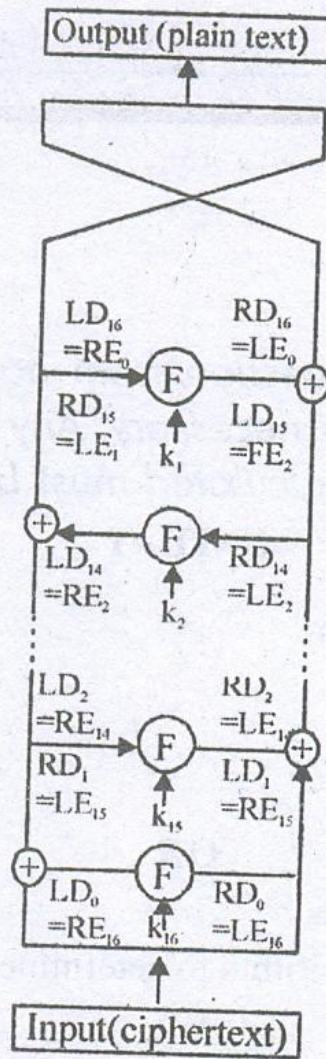 Output (plain text)
LD₁₆ RD₁₆
=RE₀ =LE₀
F
RD₁₅ LD₁₅
=LE₁ =FE₂
k₁
F
LD₁₄ RD₁₄
=RE₂ =LE₂
k₂
LD₂ RD₂
=RE₁₄ =LE₁₄
F
RD₁ LD₁
=LE₁₅ =RE₁₅
k₁₅
F
LD₀ RD₀
=RE₁₆ k₁₆ =LE₁₆
Input(ciphertext)